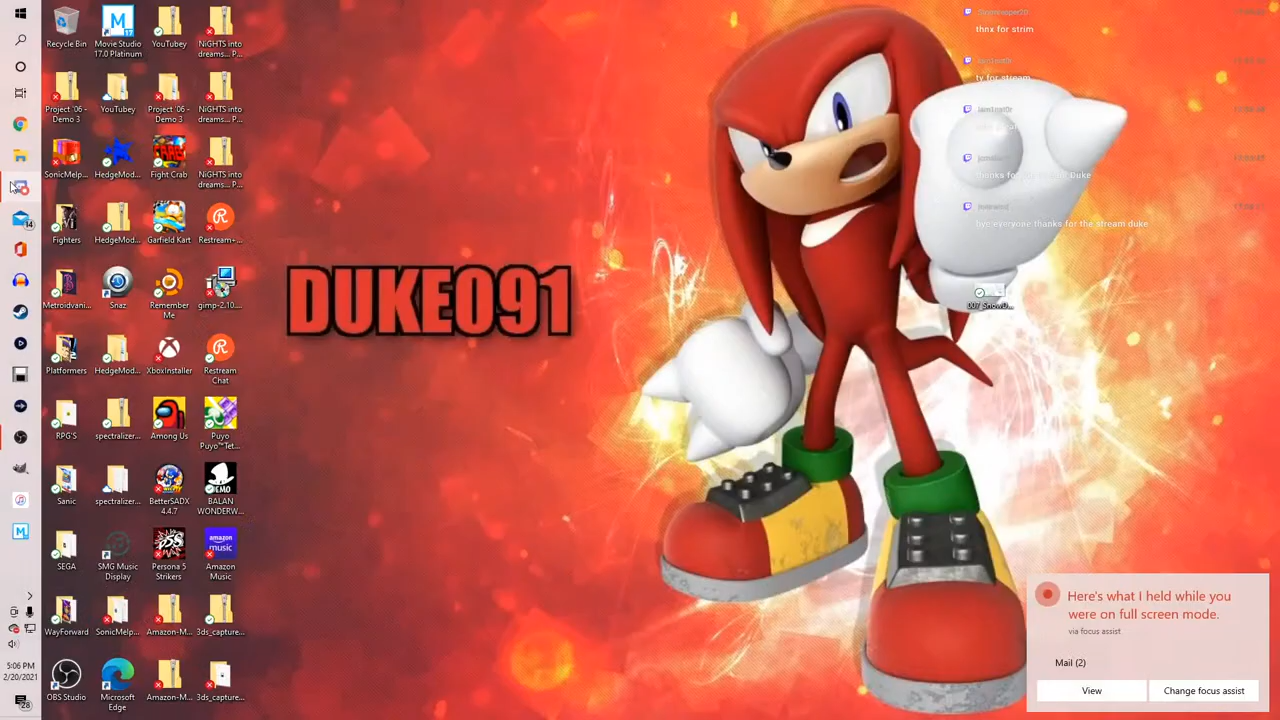 Recycle Bin
Movie Studio
17.0 Platinum
YouTubey
NiGHTS into
dreams... P...
Project '06 -
Demo 3
YouTubey
Project '06 -
Demo 3
NiGHTS into
dreams... P...
SonicMelp...
HedgeMod...
Fight Crab
NiGHTS into
dreams... P...
Fighters
HedgeMod...
Garfield Kart
Restream+...
Metroidvani...
Snaz
Remember
Me
gimp-2.10....
Platformers
HedgeMod...
XboxInstaller
Restream
Chat
RPG'S
spectralizer...
Among Us
Puyo
Puyo™Tet...
Sanic
spectralizer...
BetterSADX
4.4.7
BALAN
WONDERW...
SEGA
SMG Music
Display
Persona 5
Strikers
amazon
music
Amazon
Music
WayForward
SonicMelp...
Amazon-M...
3ds_capture...
OBS Studio
Microsoft
Edge
Amazon-M...
3ds_capture...
14
5:06 PM
2/20/2021
28
DUKE091
thnx for strim
ty for stream
thanks for
Duke
bye everyone thanks for the stream duke
Here's what I held while you
were on full screen mode.
via focus assist.
Mail (2)
View
Change focus assist